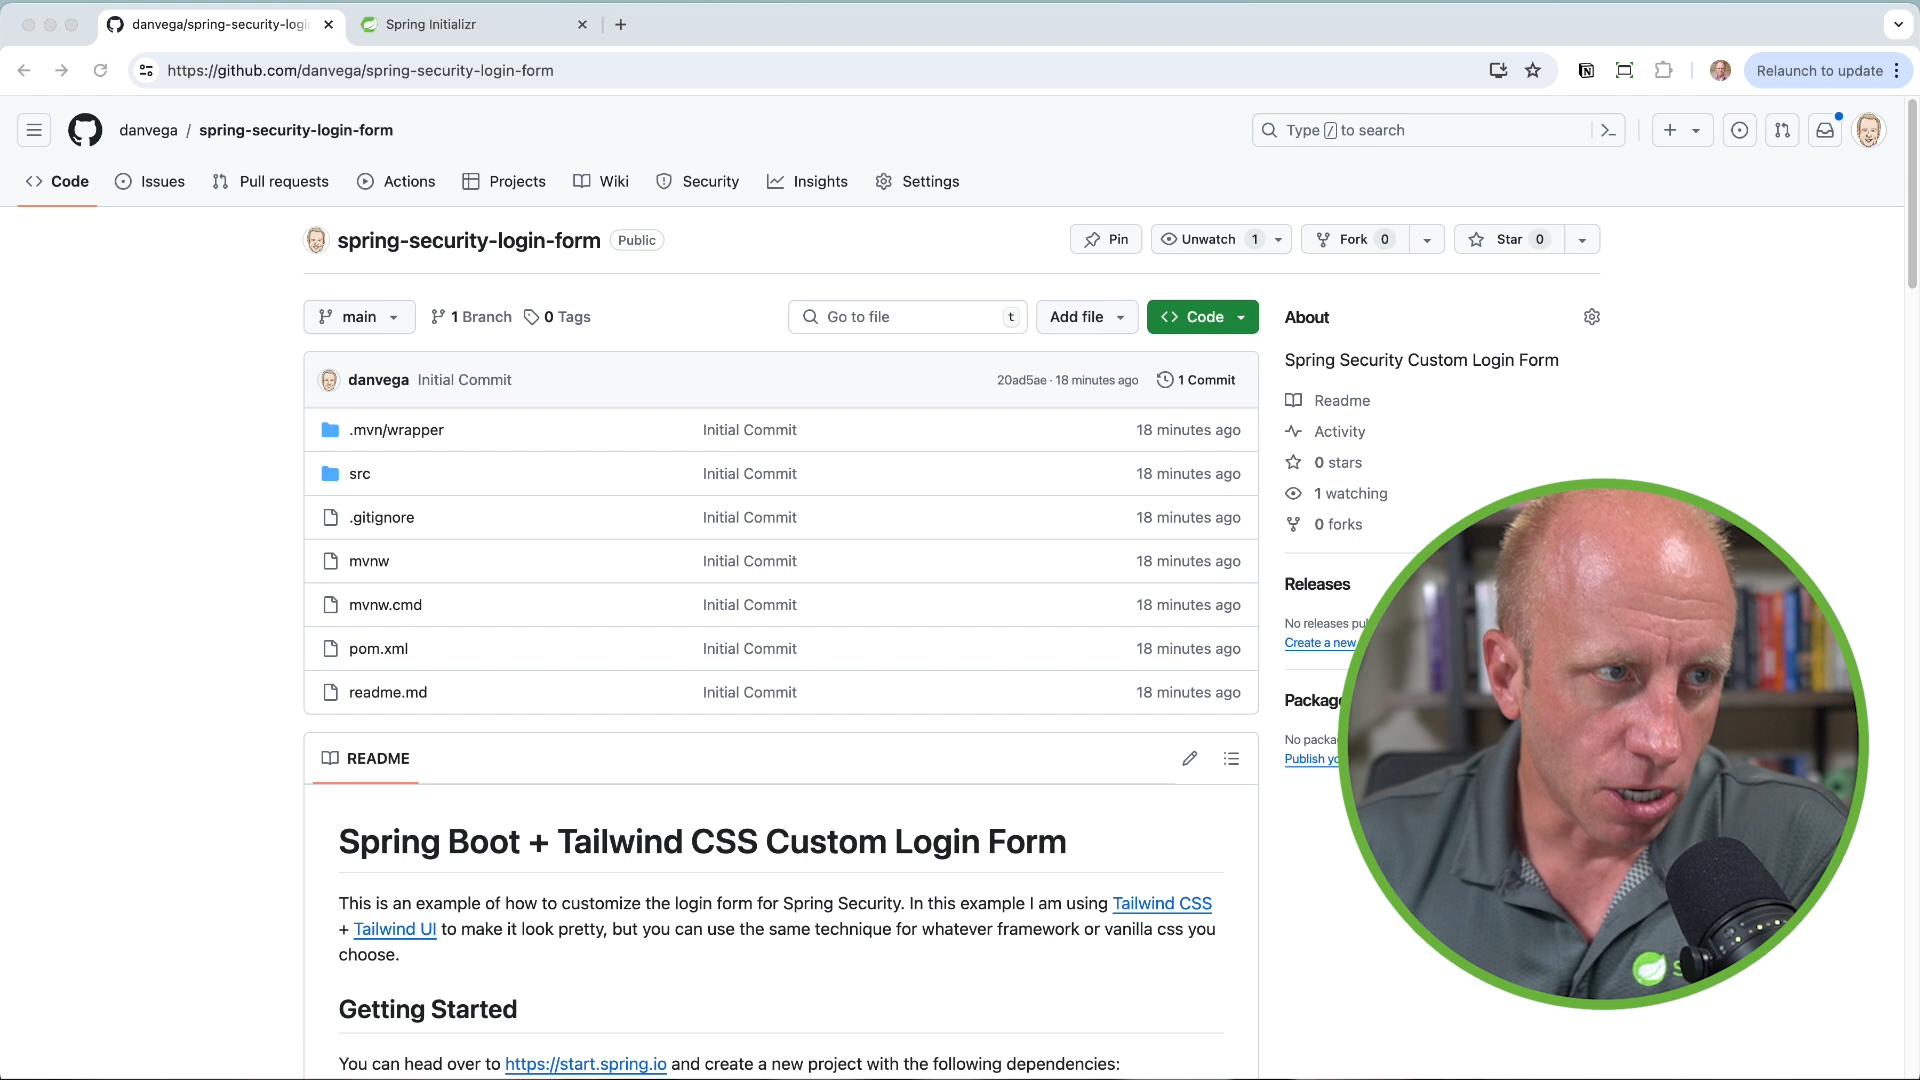 danvega/spring-security-logi
Spring Initializr
https://github.com/danvega/spring-security-login-form
Relaunch to update
danvega / spring-security-login-form
Type / to search
Code
Issues
Pull requests
Actions
Projects
Wiki
Security
Insights
Settings
spring-security-login-form
Public
Pin
Unwatch 1
Fork 0
Star 0
main
1 Branch
0 Tags
Go to file
t
Add file
Code
danvega Initial Commit
20ad5ae · 18 minutes ago
1 Commit
.mvn/wrapper Initial Commit 18 minutes ago
src Initial Commit 18 minutes ago
.gitignore Initial Commit 18 minutes ago
mvnw Initial Commit 18 minutes ago
mvnw.cmd Initial Commit 18 minutes ago
pom.xml Initial Commit 18 minutes ago
readme.md Initial Commit 18 minutes ago
README
Spring Boot + Tailwind CSS Custom Login Form
This is an example of how to customize the login form for Spring Security. In this example I am using Tailwind CSS
+ Tailwind UI to make it look pretty, but you can use the same technique for whatever framework or vanilla css you
choose.
Getting Started
You can head over to https://start.spring.io and create a new project with the following dependencies:
About
Spring Security Custom Login Form
Readme
Activity
0 stars
1 watching
0 forks
Releases
No releases
Create a new
Packag
No packa
Publish yo